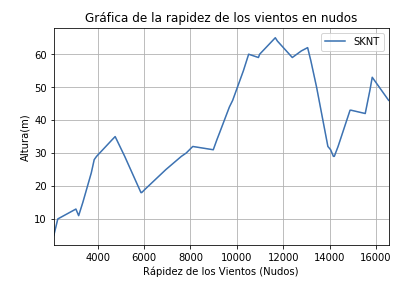 Gráfica de la rapidez de los vientos en nudos
SKNT
60
50
40
30
20
10
Altura(m)
4000 6000 8000 10000 12000 14000 16000
Rápidez de los Vientos (Nudos)